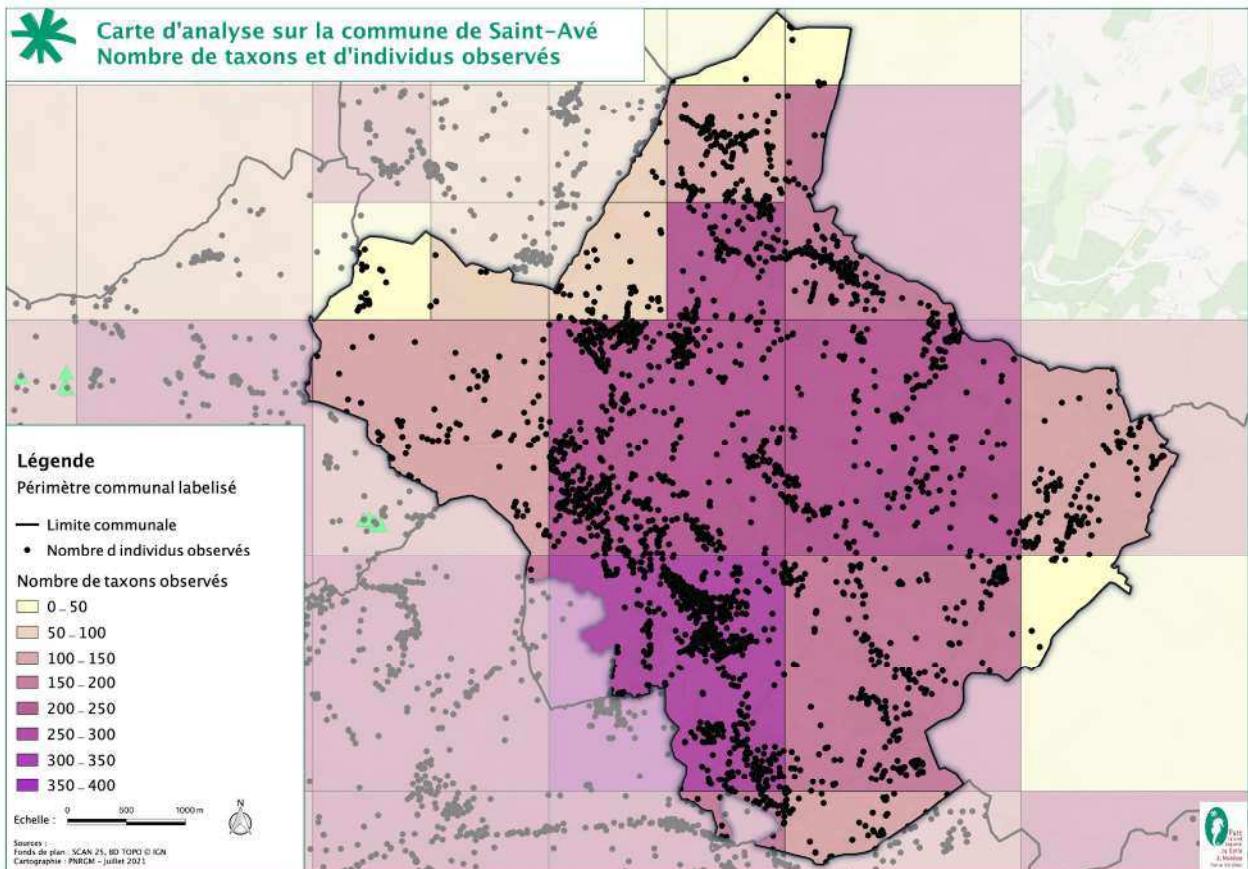 Carte d'analyse sur la commune de Saint-Avé
Nombre de taxons et d'individus observés
Légende
Périmètre communal labelisé
Limite communale
Nombre d individus observés
Nombre de taxons observés
0 - 50
50 - 100
100 - 150
150 - 200
200 - 250
250 - 300
300 - 350
350 - 400
Echelle :
0 500 1000 m
N
Sources :
Fonds de plan : SCAN 25, BD TOPO © IGN
Cartographie : PNRGM - Juillet 2021
Parc